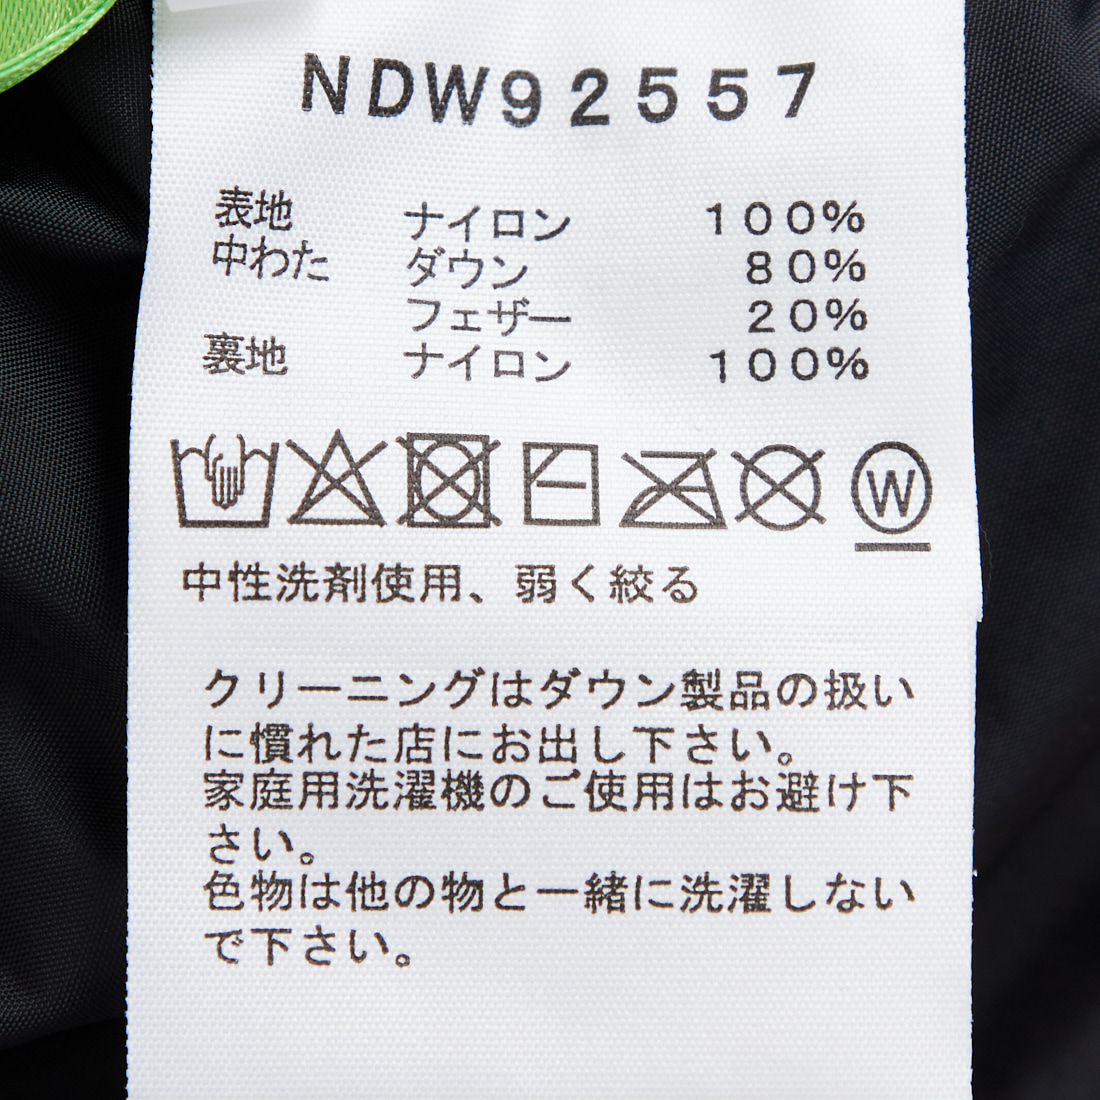 NDW92557
表地 ナイロン 100%
中わた ダウン 80%
フェザー 20%
裏地 ナイロン 100%
W
中性洗剤使用、弱く絞る
クリーニングはダウン製品の扱い
に慣れた店にお出し下さい。
家庭用洗濯機のご使用はお避け下
さい。
色物は他の物と一緒に洗濯しない
で下さい。